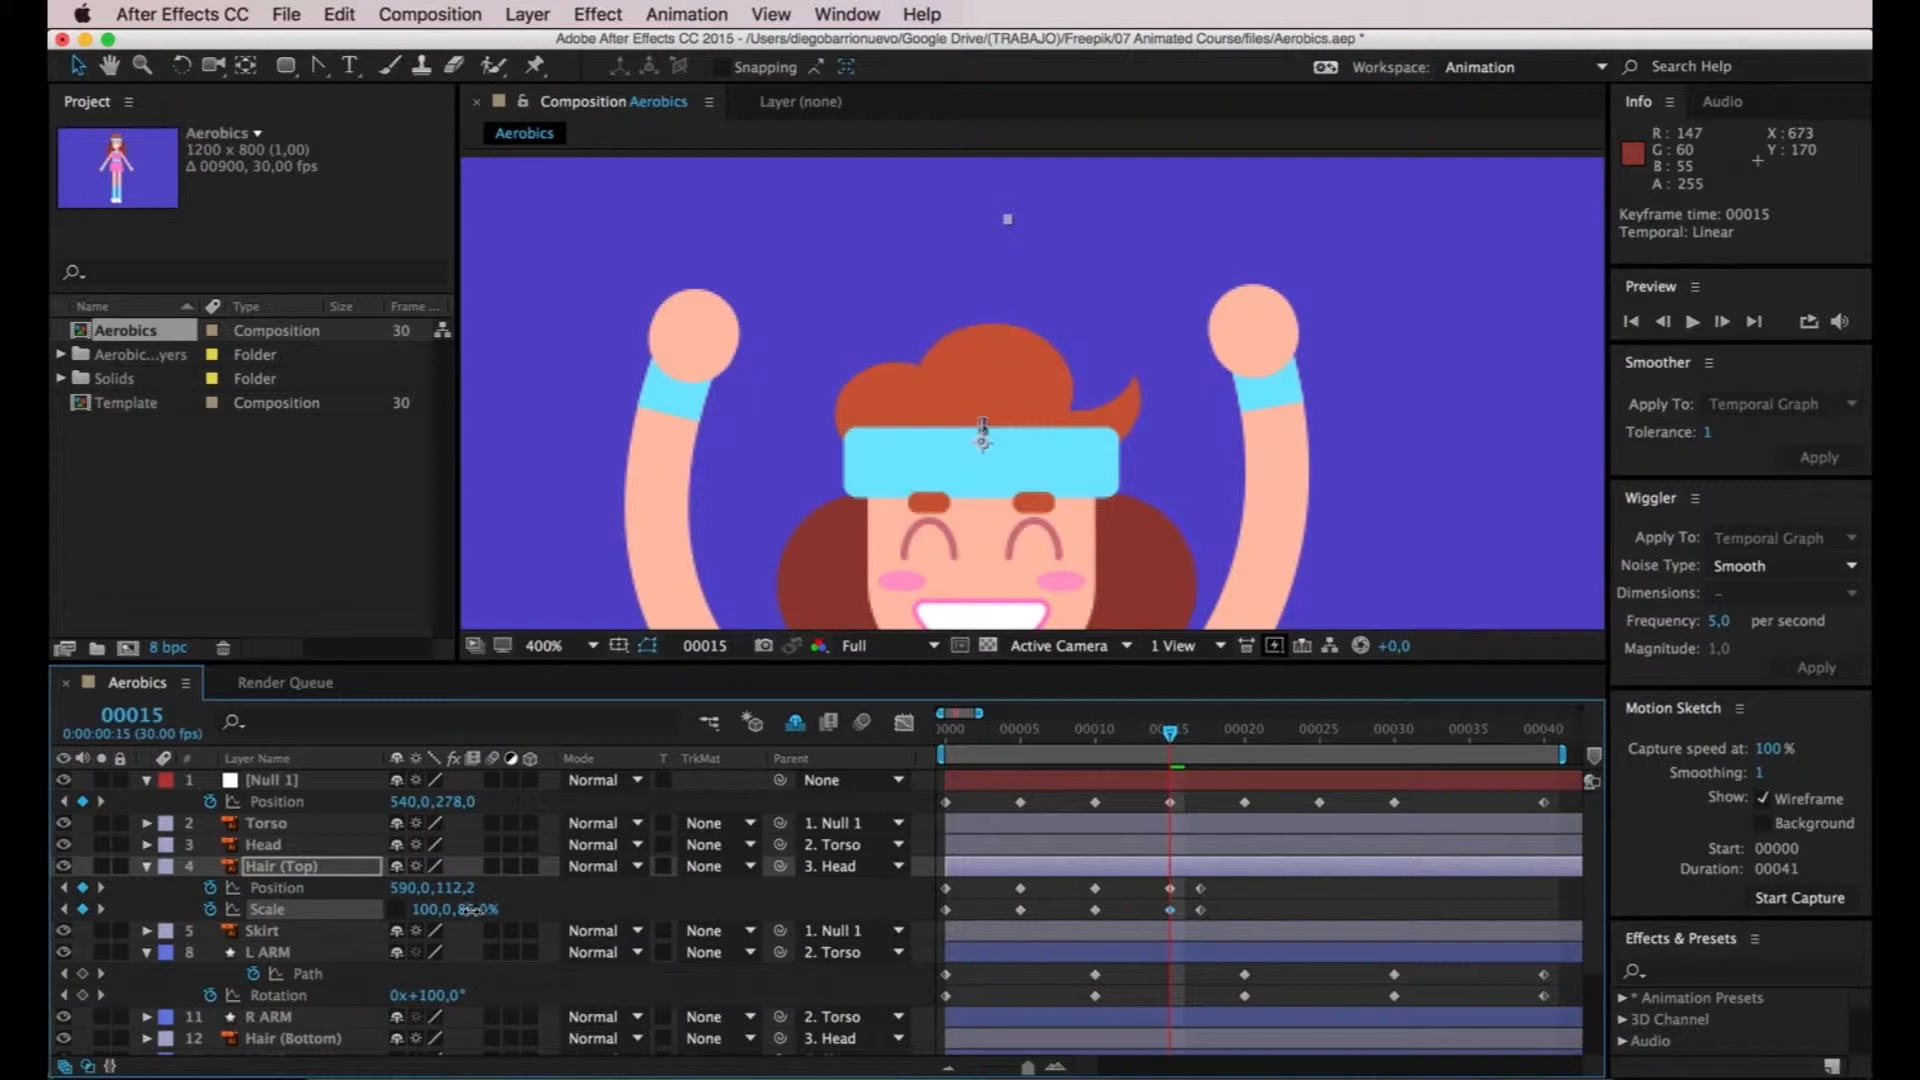 After Effects CC File Edit Composition Layer Effect Animation View Window Help
Adobe After Effects CC 2015 - /Users/diegobarrionuevo/Google Drive/(TRABAJO)/Freepik/07 Animated Course/files/Aerobics.aep *
Snapping Workspace: Animation Search Help
Project
Aerobics
1200 x 800 (1,00)
Δ 00900, 30,00 fps
Name Type Size Frame ...
Aerobics Composition 30
Aerobic...yers Folder
Solids Folder
Template Composition 30
8 bpc
Composition Aerobics Layer (none)
Aerobics
400% 00015 Full Active Camera 1 View +0,0
Info Audio
R: 147 X:673
G: 60 Y: 170
B: 55
A: 255
Keyframe time: 00015
Temporal: Linear
Preview
Smoother
Apply To: Temporal Graph
Tolerance: 1
Apply
Wiggler
Apply To: Temporal Graph
Noise Type: Smooth
Dimensions: -
Frequency: 5,0 per second
Magnitude: 1,0
Apply
Motion Sketch
Capture speed at: 100 %
Smoothing: 1
Show: Wireframe
Background
Start: 00000
Duration: 00041
Start Capture
Effects & Presets
* Animation Presets
3D Channel
Audio
Aerobics Render Queue
00015
0:00:00:15 (30.00 fps)
0000 00005 00010 00020 00025 00030 00035 00040
# Layer Name Mode T TrkMat Parent
1 [Null 1] Normal None
Position 540,0,278,0
2 Torso Normal None 1. Null 1
3 Head Normal None 2. Torso
4 Hair (Top) Normal None 3. Head
Position 590,0,112,2
Scale
5 Skirt Normal None 1. Null 1
8 L ARM Normal None 2. Torso
Path
Rotation 0x+100,0°
11 R ARM Normal None 2. Torso
12 Hair (Bottom) Normal None 3. Head